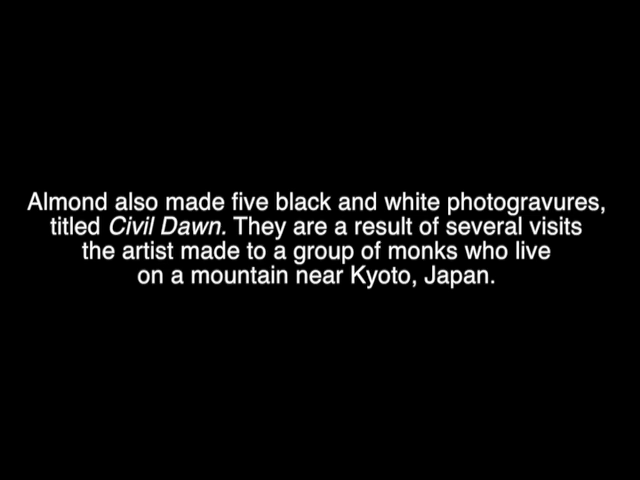 Almond also made five black and white photogravures,
titled Civil Dawn. They are a result of several visits
the artist made to a group of monks who live
on a mountain near Kyoto, Japan.